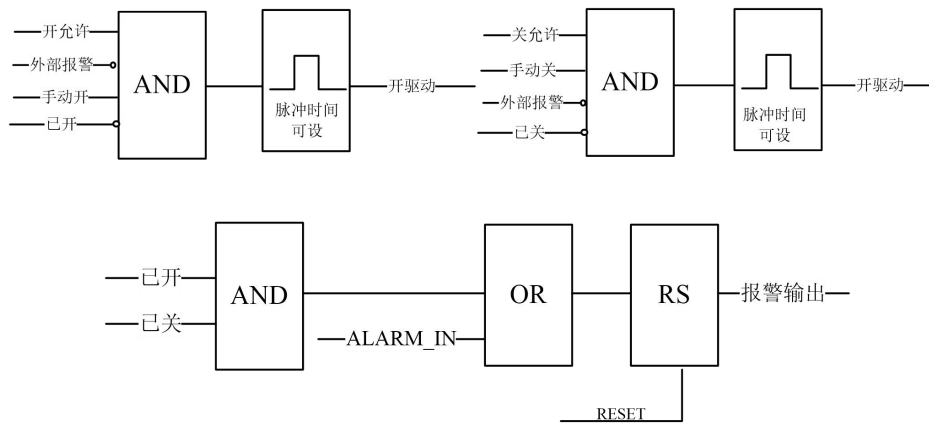 开允许
外部报警
手动开
已开
AND
脉冲时间
可设
开驱动
关允许
手动关
外部报警
已关
AND
脉冲时间
可设
开驱动
已开
已关
AND
ALARM_IN
OR
RS
报警输出
RESET